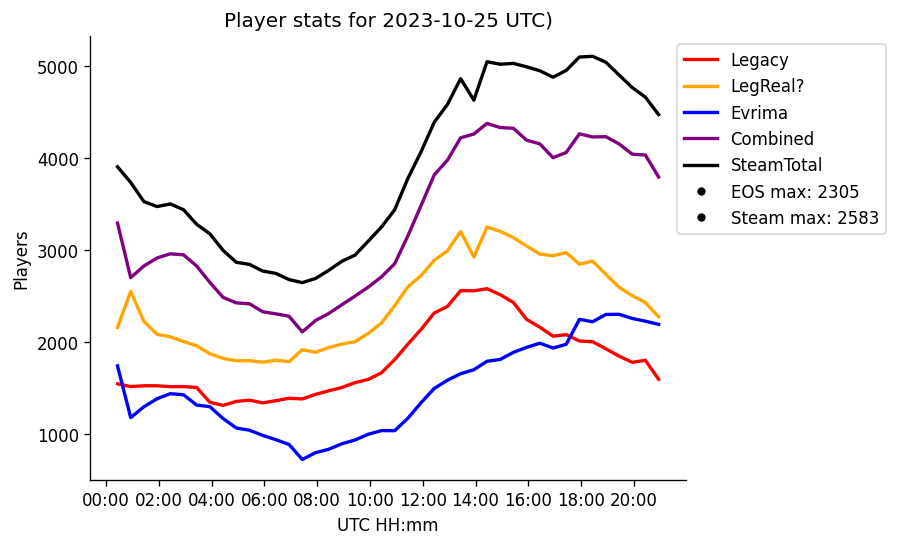 Player stats for 2023-10-25 UTC)
Legacy
LegReal?
Evrima
Combined
SteamTotal
EOS max: 2305
Steam max: 2583
Players
5000
4000
3000
2000
1000
00:00 02:00 04:00 06:00 08:00 10:00 12:00 14:00 16:00 18:00 20:00
UTC HH:mm